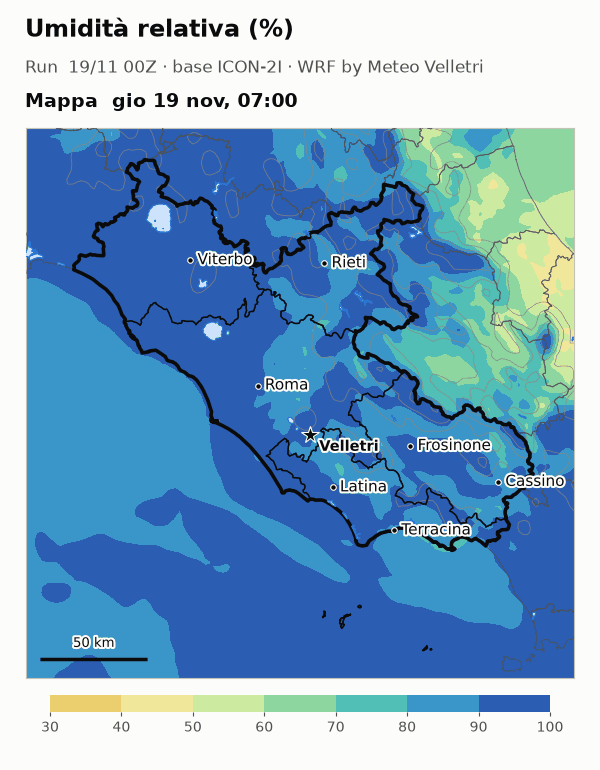 Umidità relativa (%)
Run  19/11 00Z · base ICON-2I · WRF by Meteo Velletri
Mappa  gio 19 nov, 07:00
Viterbo
Rieti
Roma
Velletri
Frosinone
Cassino
Latina
Terracina
50 km
30 40 50 60 70 80 90 100